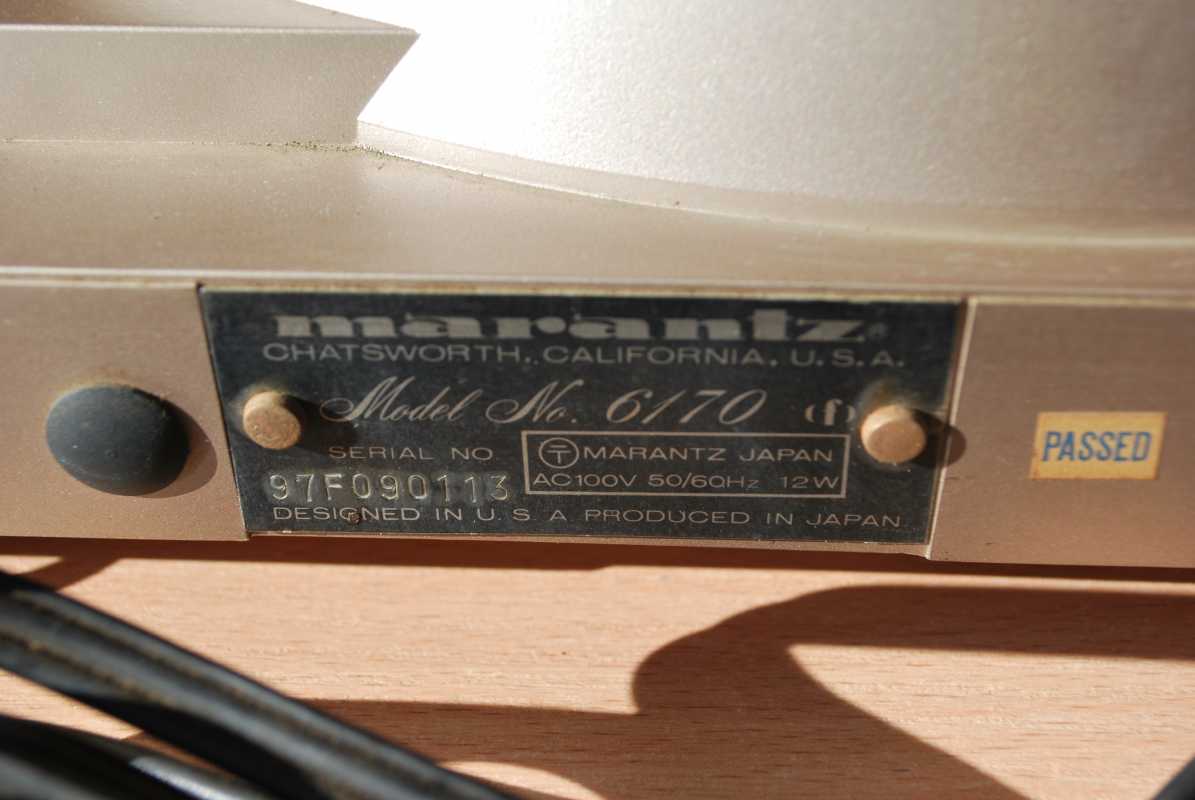 marantz®
CHATSWORTH, CALIFORNIA, U.S.A.
Model No. 6170 (f)
SERIAL NO
97F090113
〒 MARANTZ JAPAN
AC100V 50/60Hz 12W
DESIGNED IN U.S A PRODUCED IN JAPAN
PASSED